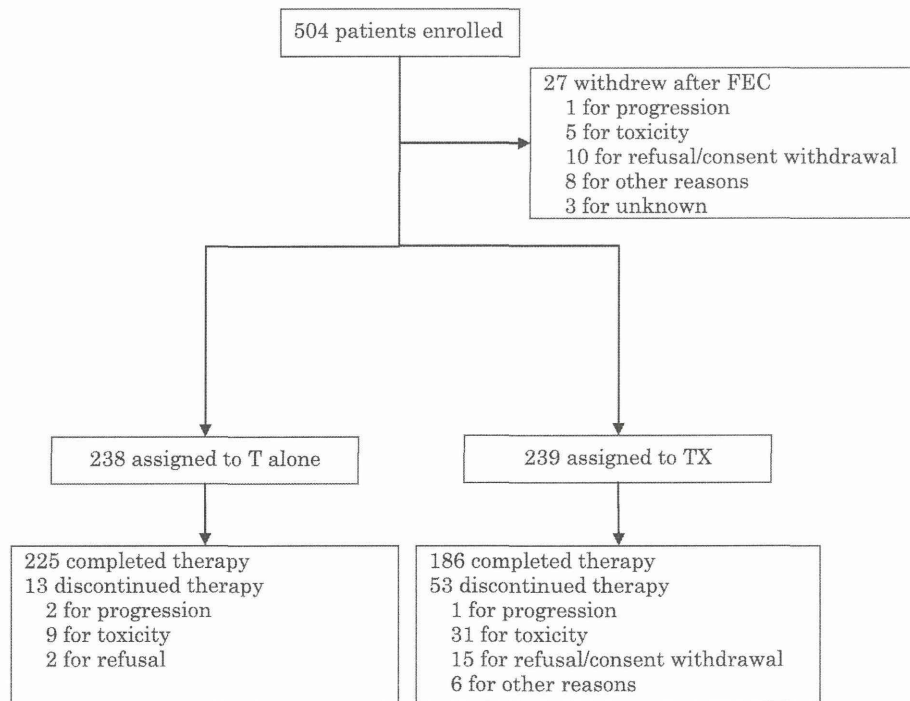 504 patients enrolled
27 withdrew after FEC
1 for progression
5 for toxicity
10 for refusal/consent withdrawal
8 for other reasons
3 for unknown
238 assigned to T alone
239 assigned to TX
225 completed therapy
13 discontinued therapy
2 for progression
9 for toxicity
2 for refusal
186 completed therapy
53 discontinued therapy
1 for progression
31 for toxicity
15 for refusal/consent withdrawal
6 for other reasons